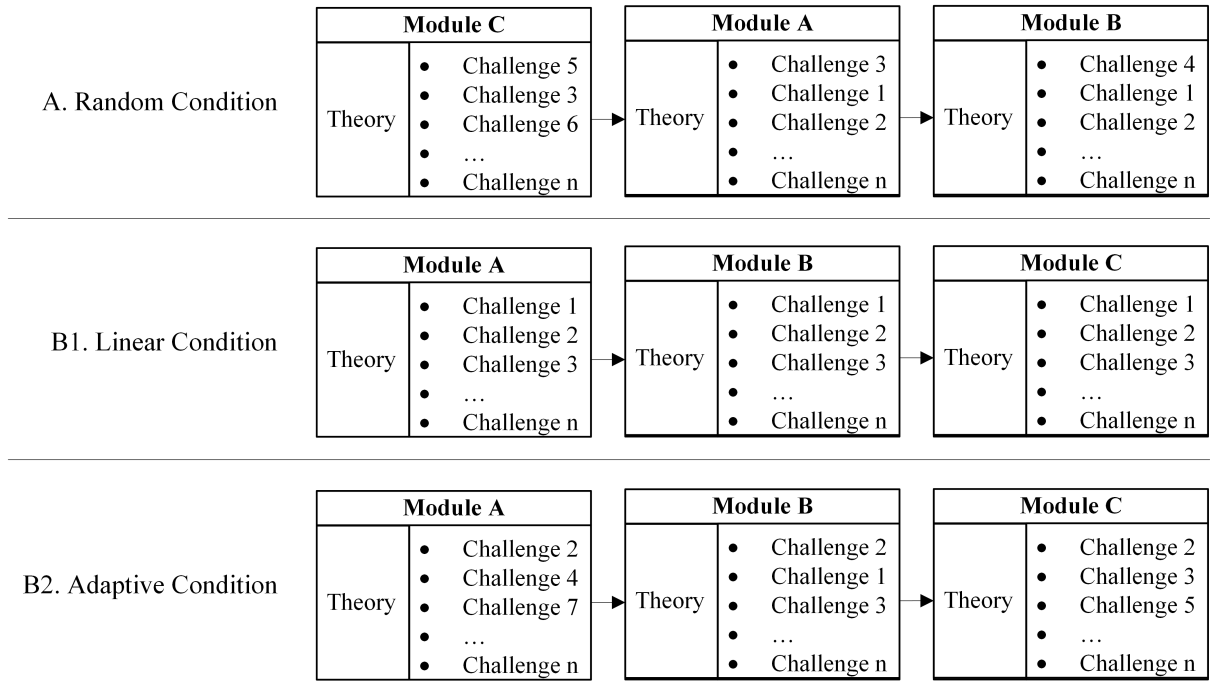 A. Random Condition
Module C
Theory
• Challenge 5
• Challenge 3
• Challenge 6
• …
• Challenge n
Module A
Theory
• Challenge 3
• Challenge 1
• Challenge 2
• …
• Challenge n
Module B
Theory
• Challenge 4
• Challenge 1
• Challenge 2
• …
• Challenge n
B1. Linear Condition
Module A
Theory
• Challenge 1
• Challenge 2
• Challenge 3
• …
• Challenge n
Module B
Theory
• Challenge 1
• Challenge 2
• Challenge 3
• …
• Challenge n
Module C
Theory
• Challenge 1
• Challenge 2
• Challenge 3
• …
• Challenge n
B2. Adaptive Condition
Module A
Theory
• Challenge 2
• Challenge 4
• Challenge 7
• …
• Challenge n
Module B
Theory
• Challenge 2
• Challenge 1
• Challenge 3
• …
• Challenge n
Module C
Theory
• Challenge 2
• Challenge 3
• Challenge 5
• …
• Challenge n